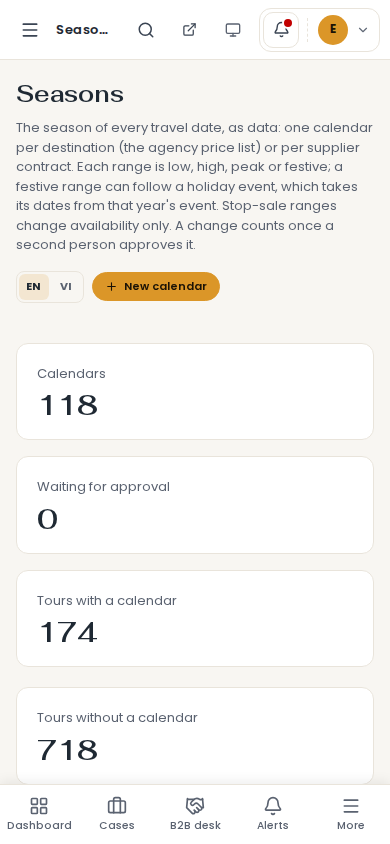 Seaso...
E
Seasons
The season of every travel date, as data: one calendar
per destination (the agency price list) or per supplier
contract. Each range is low, high, peak or festive; a
festive range can follow a holiday event, which takes
its dates from that year's event. Stop-sale ranges
change availability only. A change counts once a
second person approves it.
EN VI + New calendar
Calendars
118
Waiting for approval
0
Tours with a calendar
174
Tours without a calendar
718
Dashboard Cases B2B desk Alerts More